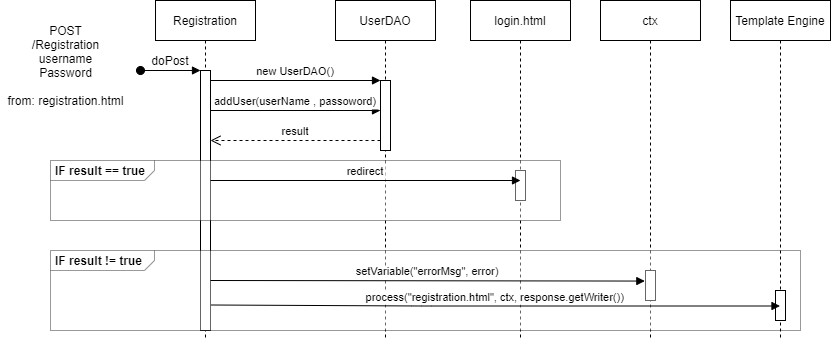 Registration
UserDAO
login.html
ctx
Template Engine
POST
/Registration
username
Password
from: registration.html
doPost
new UserDAO()
addUser(userName , passoword)
result
IF result == true
redirect
IF result != true
setVariable("errorMsg", error)
process("registration.html", ctx, response.getWriter())